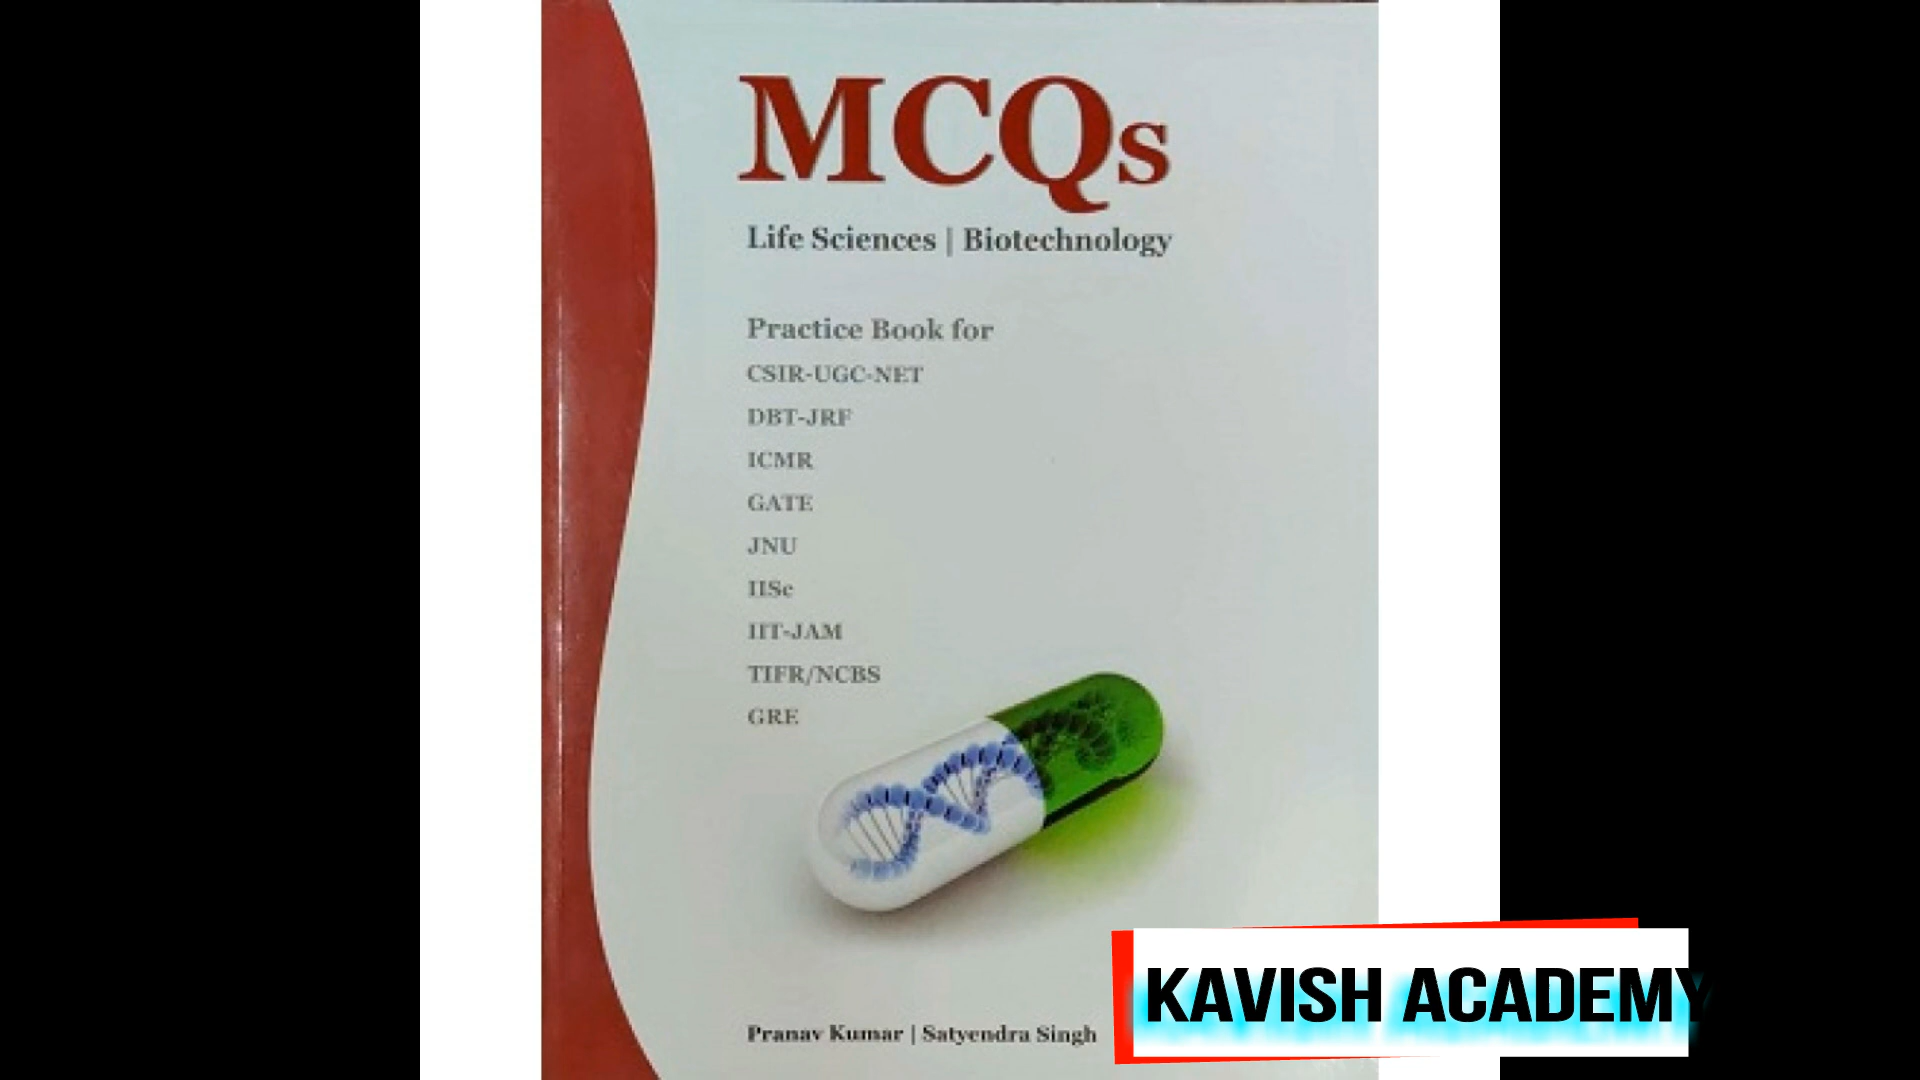 MCQs
Life Sciences | Biotechnology
Practice Book for
CSIR-UGC-NET
DBT-JRF
ICMR
GATE
JNU
IISc
IIT-JAM
TIFR/NCBS
GRE
Pranav Kumar | Satyendra Singh
KAVISH ACADEMY